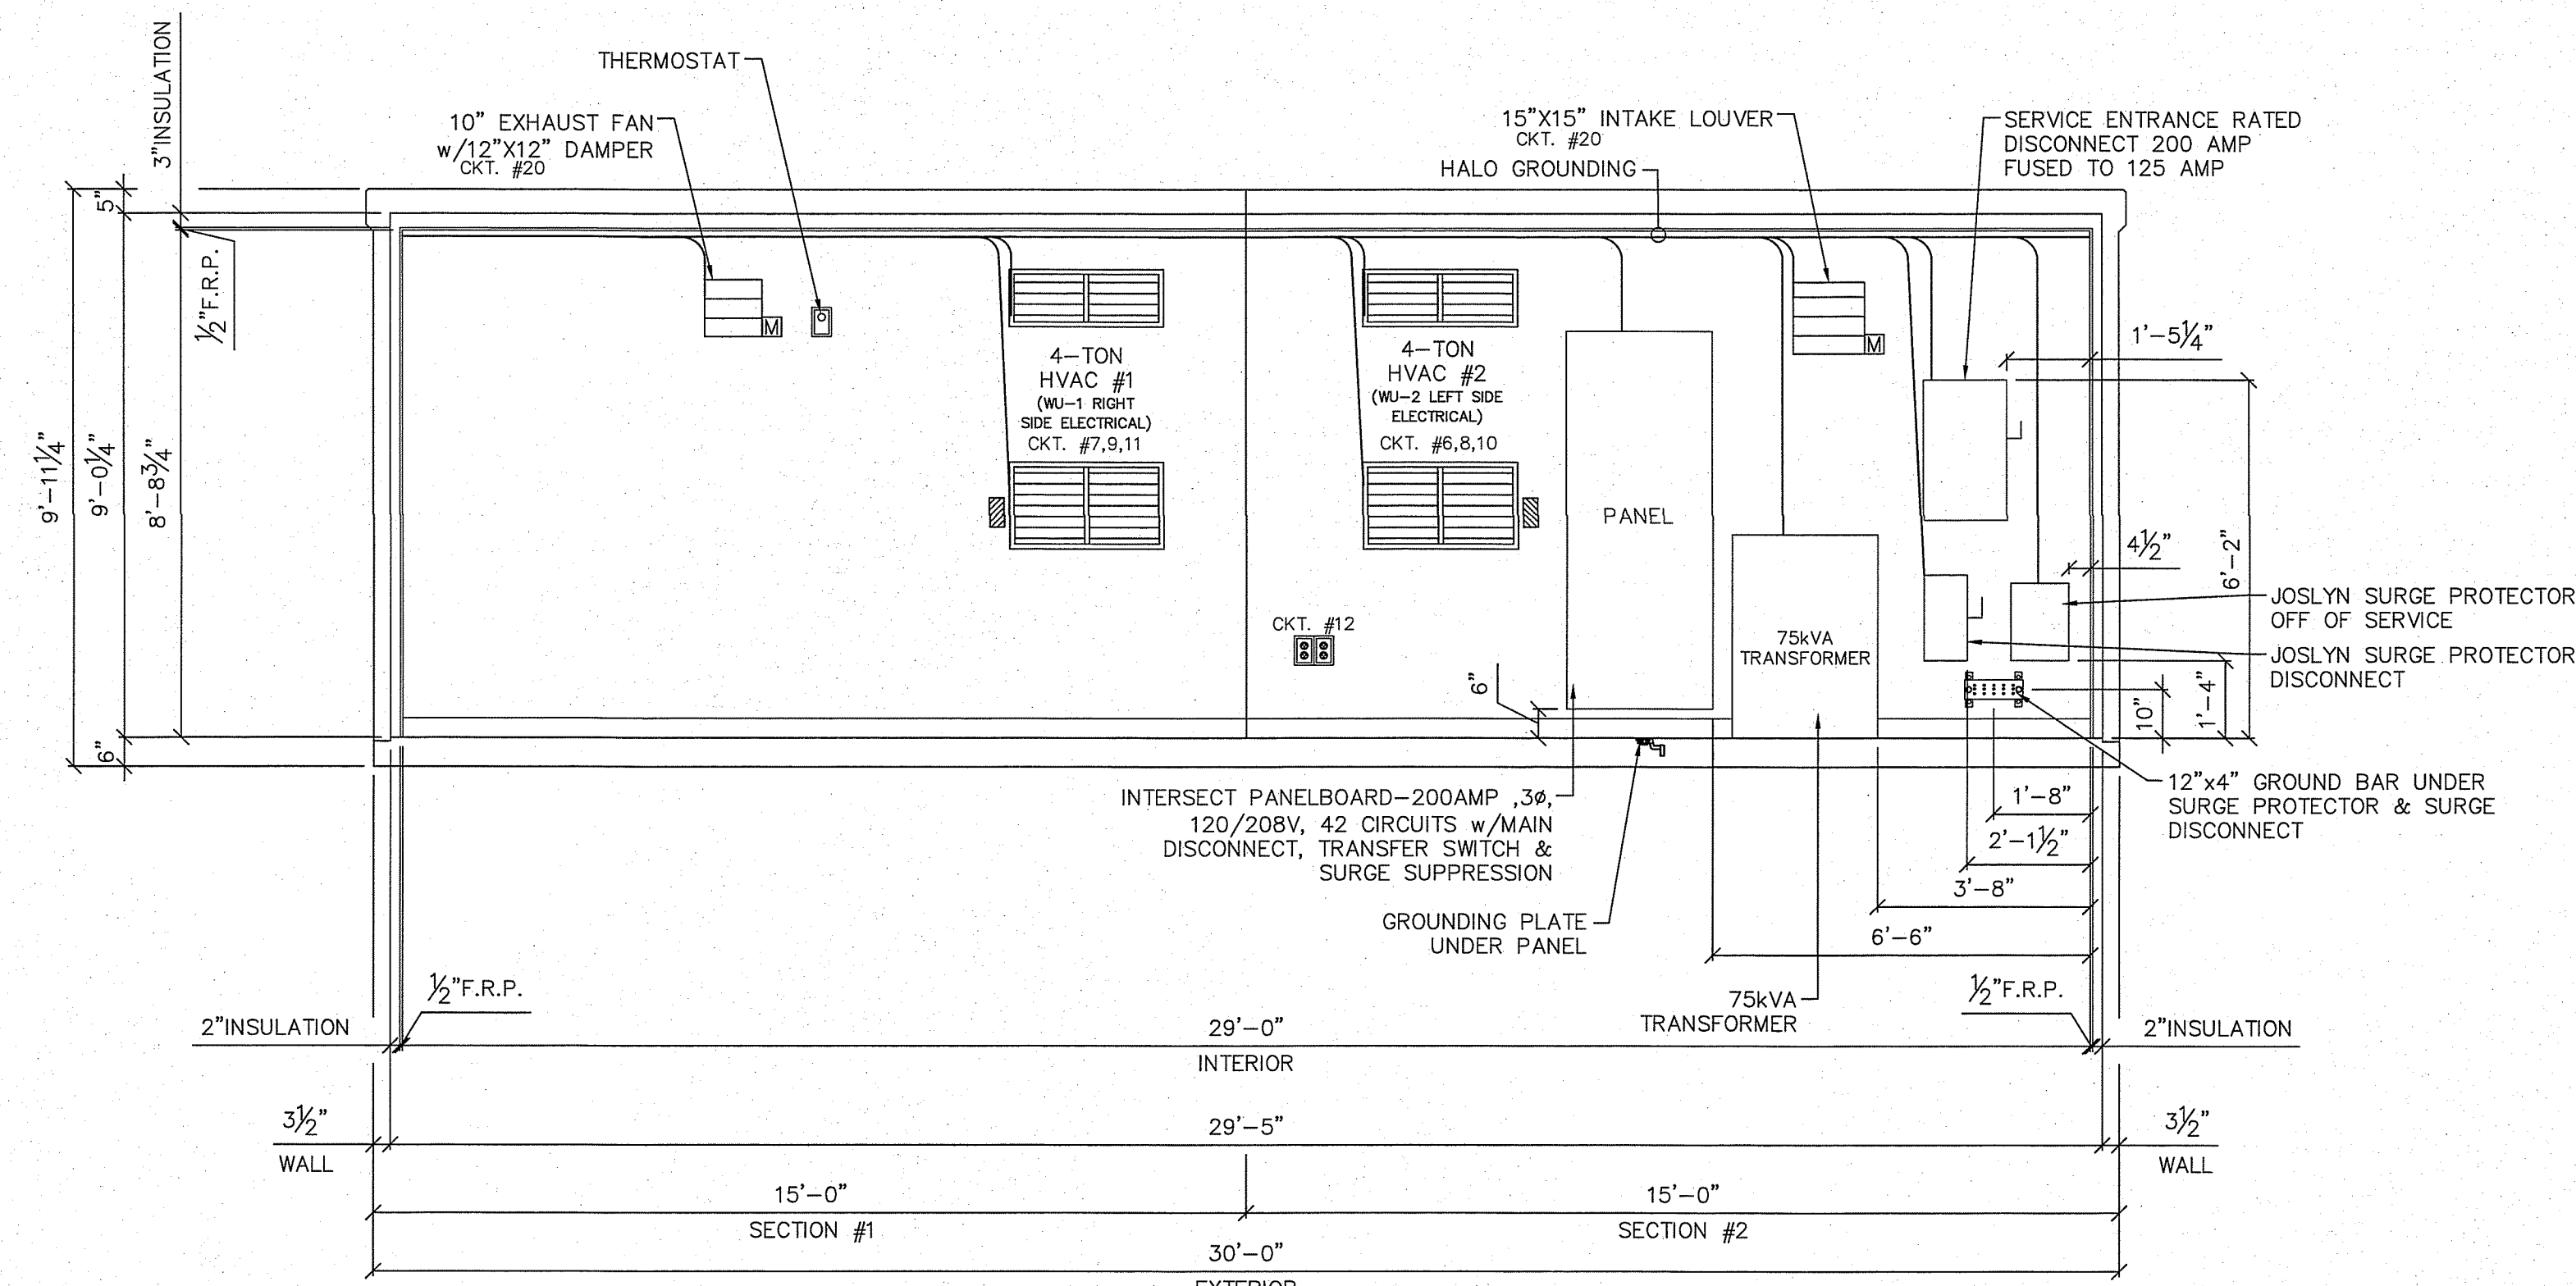 3"INSULATION
THERMOSTAT
10" EXHAUST FAN
w/12"X12" DAMPER
CKT. #20
15"X15" INTAKE LOUVER
CKT. #20
HALO GROUNDING
SERVICE ENTRANCE RATED
DISCONNECT 200 AMP
FUSED TO 125 AMP
5"
½"F.R.P.
9'-11¼"
9'-0¼"
8'-8¾"
6"
M
4-TON
HVAC #1
(WU-1 RIGHT
SIDE ELECTRICAL)
CKT. #7,9,11
4-TON
HVAC #2
(WU-2 LEFT SIDE
ELECTRICAL)
CKT. #6,8,10
M
1'-5¼"
PANEL
CKT. #12
75kVA
TRANSFORMER
4½"
6'-2"
JOSLYN SURGE PROTECTOR
OFF OF SERVICE
JOSLYN SURGE PROTECTOR
DISCONNECT
6"
10"
1'-4"
12"x4" GROUND BAR UNDER
SURGE PROTECTOR & SURGE
DISCONNECT
INTERSECT PANELBOARD-200AMP ,3ø,
120/208V, 42 CIRCUITS w/MAIN
DISCONNECT, TRANSFER SWITCH &
SURGE SUPPRESSION
GROUNDING PLATE
UNDER PANEL
1'-8"
2'-1½"
3'-8"
6'-6"
75kVA
TRANSFORMER
½"F.R.P.
½"F.R.P.
2"INSULATION
29'-0"
INTERIOR
2"INSULATION
3½"
WALL
29'-5"
3½"
WALL
15'-0"
SECTION #1
15'-0"
SECTION #2
30'-0"
EXTERIOR